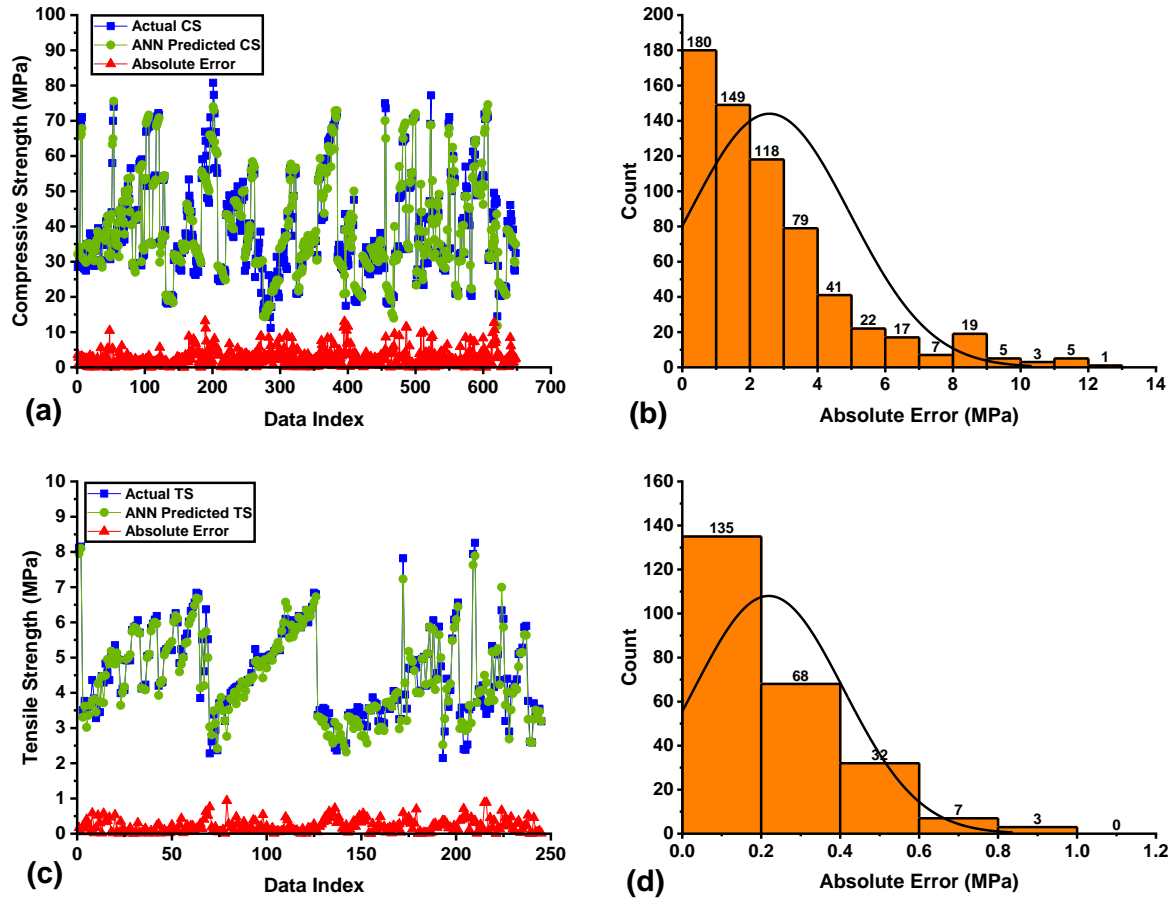 Compressive Strength (MPa)
100
90
80
70
60
50
40
30
20
10
0
Actual CS
ANN Predicted CS
Absolute Error
0 100 200 300 400 500 600 700
Data Index
(a)
Count
200
180
160
140
120
100
80
60
40
20
0
180
149
118
79
41
22
17
7
19
5
3
5
1
0 2 4 6 8 10 12 14
Absolute Error (MPa)
(b)
Tensile Strength (MPa)
10
9
8
7
6
5
4
3
2
1
0
Actual TS
ANN Predicted TS
Absolute Error
0 50 100 150 200 250
Data Index
(c)
Count
160
140
120
100
80
60
40
20
0
135
68
32
7
3
0
0.0 0.2 0.4 0.6 0.8 1.0 1.2
Absolute Error (MPa)
(d)